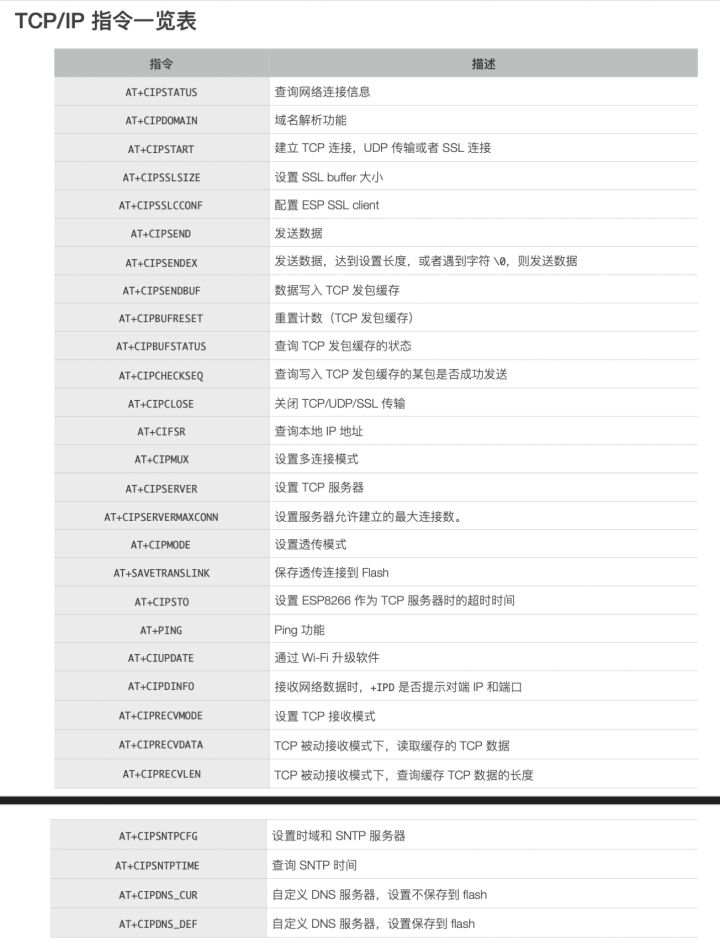 TCP/IP 指令一览表
指令 描述
AT+CIPSTATUS 查询网络连接信息
AT+CIPDOMAIN 域名解析功能
AT+CIPSTART 建立 TCP 连接，UDP 传输或者 SSL 连接
AT+CIPSSLSIZE 设置 SSL buffer 大小
AT+CIPSSLCCONF 配置 ESP SSL client
AT+CIPSEND 发送数据
AT+CIPSENDEX 发送数据，达到设置长度，或者遇到字符 \0，则发送数据
AT+CIPSENDBUF 数据写入 TCP 发包缓存
AT+CIPBUFRESET 重置计数（TCP 发包缓存）
AT+CIPBUFSTATUS 查询 TCP 发包缓存的状态
AT+CIPCHECKSEQ 查询写入 TCP 发包缓存的某包是否成功发送
AT+CIPCLOSE 关闭 TCP/UDP/SSL 传输
AT+CIFSR 查询本地 IP 地址
AT+CIPMUX 设置多连接模式
AT+CIPSERVER 设置 TCP 服务器
AT+CIPSERVERMAXCONN 设置服务器允许建立的最大连接数。
AT+CIPMODE 设置透传模式
AT+SAVETRANSLINK 保存透传连接到 Flash
AT+CIPSTO 设置 ESP8266 作为 TCP 服务器时的超时时间
AT+PING Ping 功能
AT+CIUPDATE 通过 Wi-Fi 升级软件
AT+CIPDINFO 接收网络数据时，+IPD 是否提示对端 IP 和端口
AT+CIPRECVMODE 设置 TCP 接收模式
AT+CIPRECVDATA TCP 被动接收模式下，读取缓存的 TCP 数据
AT+CIPRECVLEN TCP 被动接收模式下，查询缓存 TCP 数据的长度
AT+CIPSNTPCFG 设置时域和 SNTP 服务器
AT+CIPSNTPTIME 查询 SNTP 时间
AT+CIPDNS_CUR 自定义 DNS 服务器，设置不保存到 flash
AT+CIPDNS_DEF 自定义 DNS 服务器，设置保存到 flash